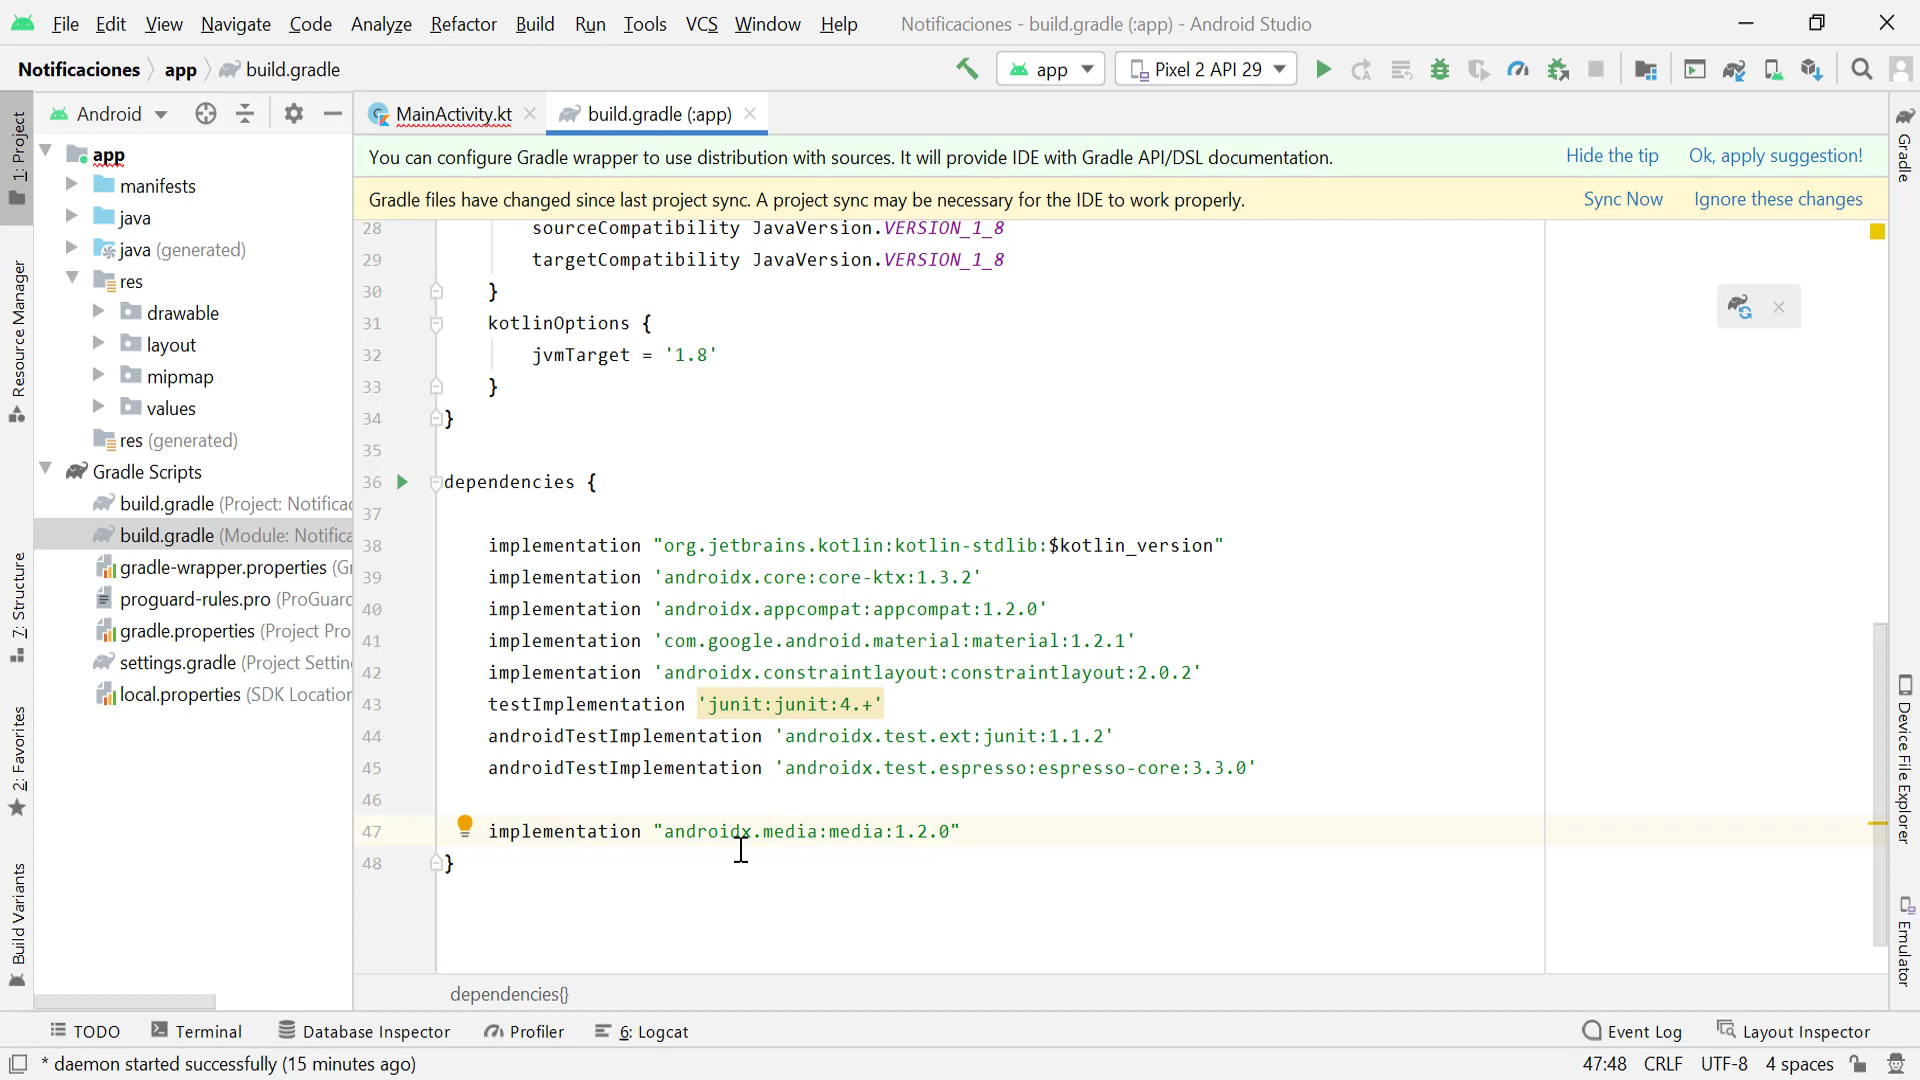 File Edit View Navigate Code Analyze Refactor Build Run Tools VCS Window Help Notificaciones - build.gradle (:app) - Android Studio
Notificaciones app build.gradle app Pixel 2 API 29
Android MainActivity.kt build.gradle (:app)
1: Project
Resource Manager
7: Structure
2: Favorites
Build Variants
app
manifests
java
java (generated)
res
drawable
layout
mipmap
values
res (generated)
Gradle Scripts
build.gradle (Project: Notificac
build.gradle (Module: Notifica
gradle-wrapper.properties (Gr
proguard-rules.pro (ProGuard
gradle.properties (Project Pro
settings.gradle (Project Settin
local.properties (SDK Location
You can configure Gradle wrapper to use distribution with sources. It will provide IDE with Gradle API/DSL documentation. Hide the tip Ok, apply suggestion!
Gradle files have changed since last project sync. A project sync may be necessary for the IDE to work properly. Sync Now Ignore these changes
28 sourceCompatibility JavaVersion.VERSION_1_8
29 targetCompatibility JavaVersion.VERSION_1_8
30 }
31 kotlinOptions {
32 jvmTarget = '1.8'
33 }
34 }
35
36 dependencies {
37
38 implementation "org.jetbrains.kotlin:kotlin-stdlib:$kotlin_version"
39 implementation 'androidx.core:core-ktx:1.3.2'
40 implementation 'androidx.appcompat:appcompat:1.2.0'
41 implementation 'com.google.android.material:material:1.2.1'
42 implementation 'androidx.constraintlayout:constraintlayout:2.0.2'
43 testImplementation 'junit:junit:4.+'
44 androidTestImplementation 'androidx.test.ext:junit:1.1.2'
45 androidTestImplementation 'androidx.test.espresso:espresso-core:3.3.0'
46
47 implementation "androidx.media:media:1.2.0"
48 }
dependencies{}
Gradle
Device File Explorer
Emulator
TODO Terminal Database Inspector Profiler 6: Logcat Event Log Layout Inspector
* daemon started successfully (15 minutes ago) 47:48 CRLF UTF-8 4 spaces